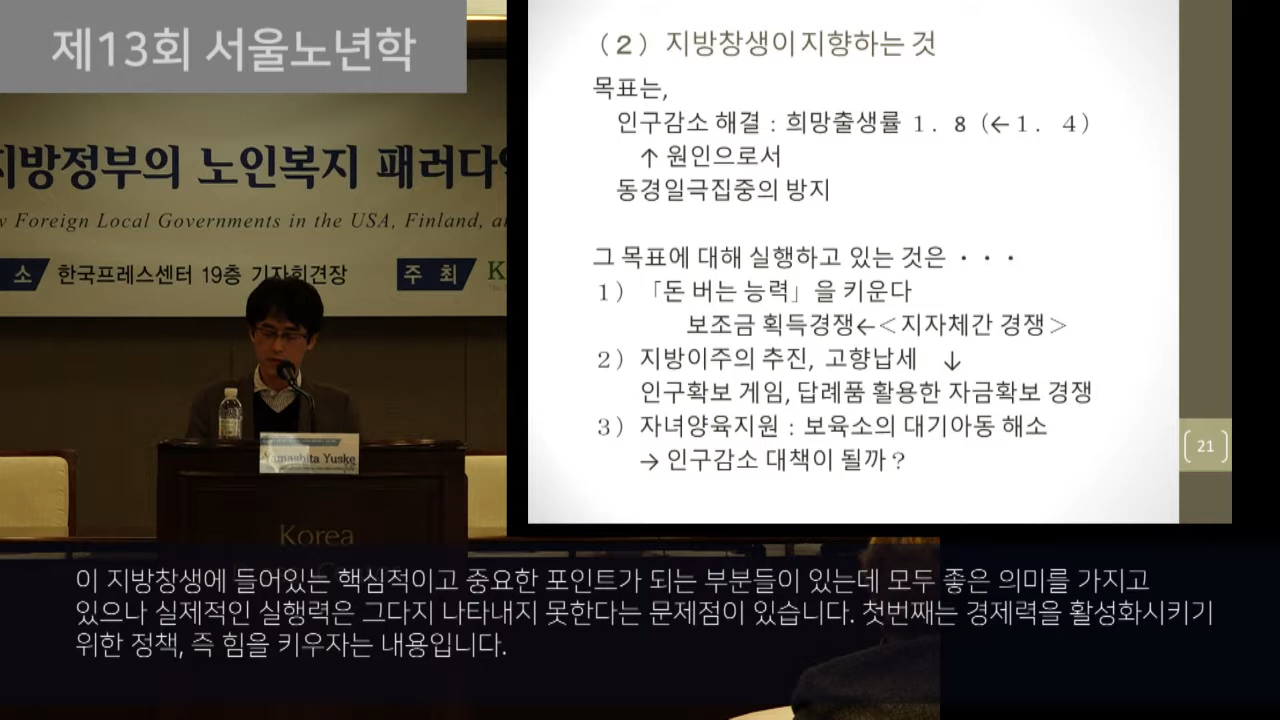 제13회 서울노년학
지방정부의 노인복지 패러다
Foreign Local Governments in the USA, Finland,
소 한국프레스센터 19층 기자회견장 주 최 K
Yamashita Yuske
Korea
（2）지방창생이 지향하는 것
목표는,
인구감소 해결 : 희망출생률 １．８（←１．４）
↑ 원인으로서
동경일극집중의 방지
그 목표에 대해 실행하고 있는 것은 ・・・
１）「돈 버는 능력」을 키운다
보조금 획득경쟁←＜지자체간 경쟁＞
２）지방이주의 추진, 고향납세 ↓
인구확보 게임, 답례품 활용한 자금확보 경쟁
３）자녀양육지원 : 보육소의 대기아동 해소
→ 인구감소 대책이 될까？
21
이 지방창생에 들어있는 핵심적이고 중요한 포인트가 되는 부분들이 있는데 모두 좋은 의미를 가지고
있으나 실제적인 실행력은 그다지 나타내지 못한다는 문제점이 있습니다. 첫번째는 경제력을 활성화시키기
위한 정책, 즉 힘을 키우자는 내용입니다.